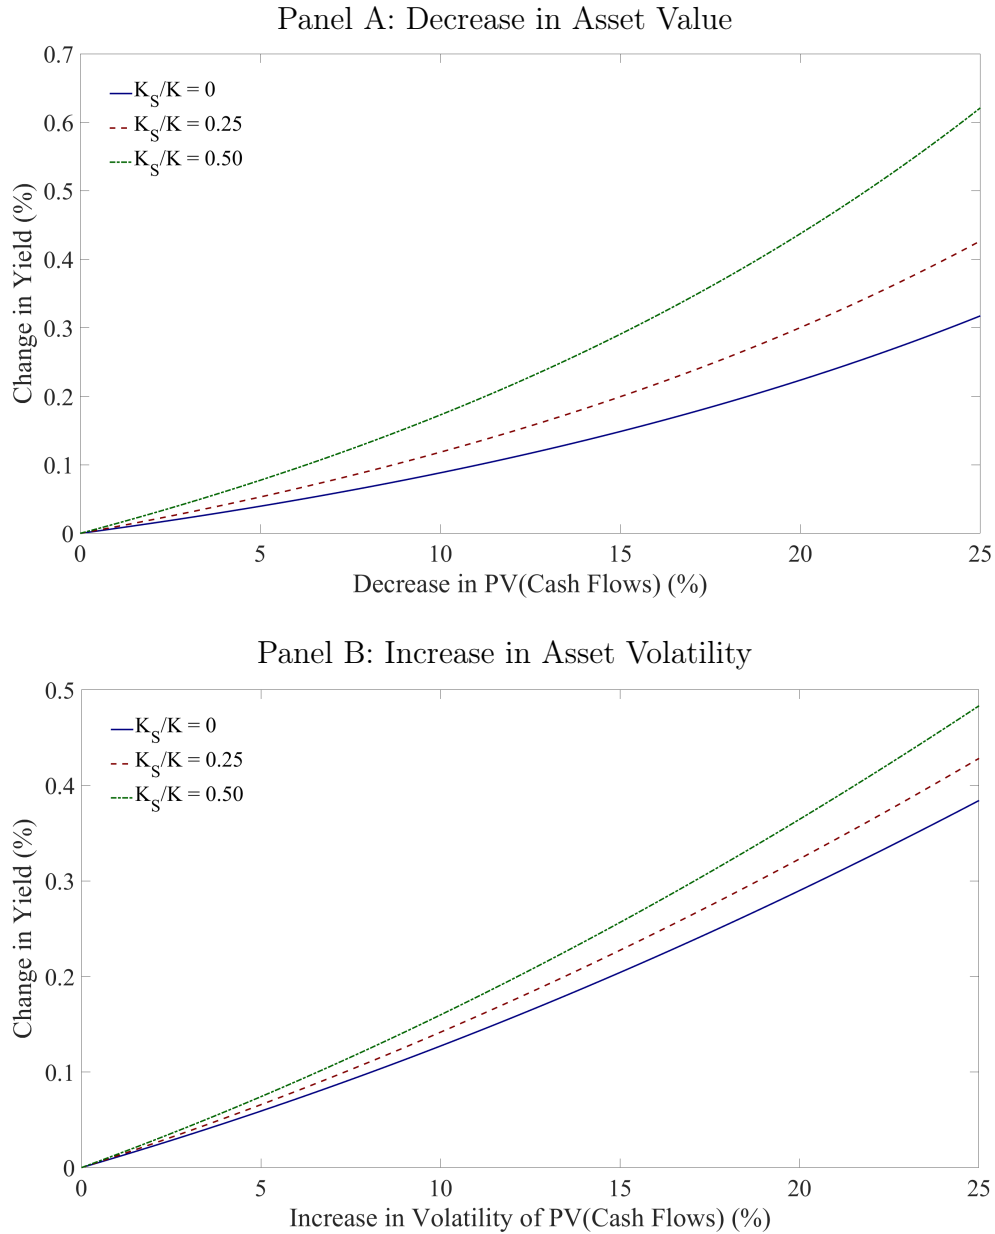 Panel A: Decrease in Asset Value
0.7
0.6
0.5
0.4
0.3
0.2
0.1
0
Change in Yield (%)
K_S/K = 0
K_S/K = 0.25
K_S/K = 0.50
0 5 10 15 20 25
Decrease in PV(Cash Flows) (%)
Panel B: Increase in Asset Volatility
0.5
0.4
0.3
0.2
0.1
0
Change in Yield (%)
K_S/K = 0
K_S/K = 0.25
K_S/K = 0.50
0 5 10 15 20 25
Increase in Volatility of PV(Cash Flows) (%)